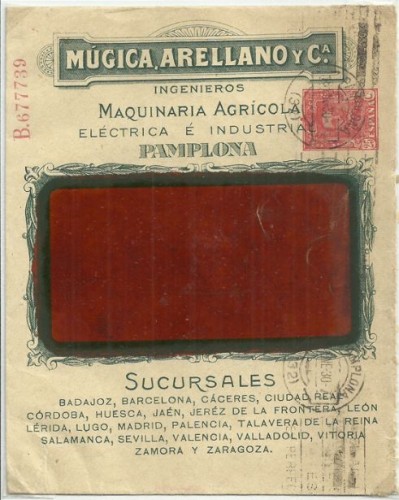 MÚGICA, ARELLANO Y Cª
INGENIEROS
MAQUINARIA AGRÍCOLA
ELÉCTRICA É INDUSTRIAL
PAMPLONA
B.677739
ESPAÑA
SUCURSALES
BADAJOZ, BARCELONA, CÁCERES, CIUDAD REAL
CÓRDOBA, HUESCA, JAÉN, JERÉZ DE LA FRONTERA, LEÓN
LÉRIDA, LUGO, MADRID, PALENCIA, TALAVERA DE LA REINA
SALAMANCA, SEVILLA, VALENCIA, VALLADOLID, VITORIA
ZAMORA Y ZARAGOZA.
PAMPLONA